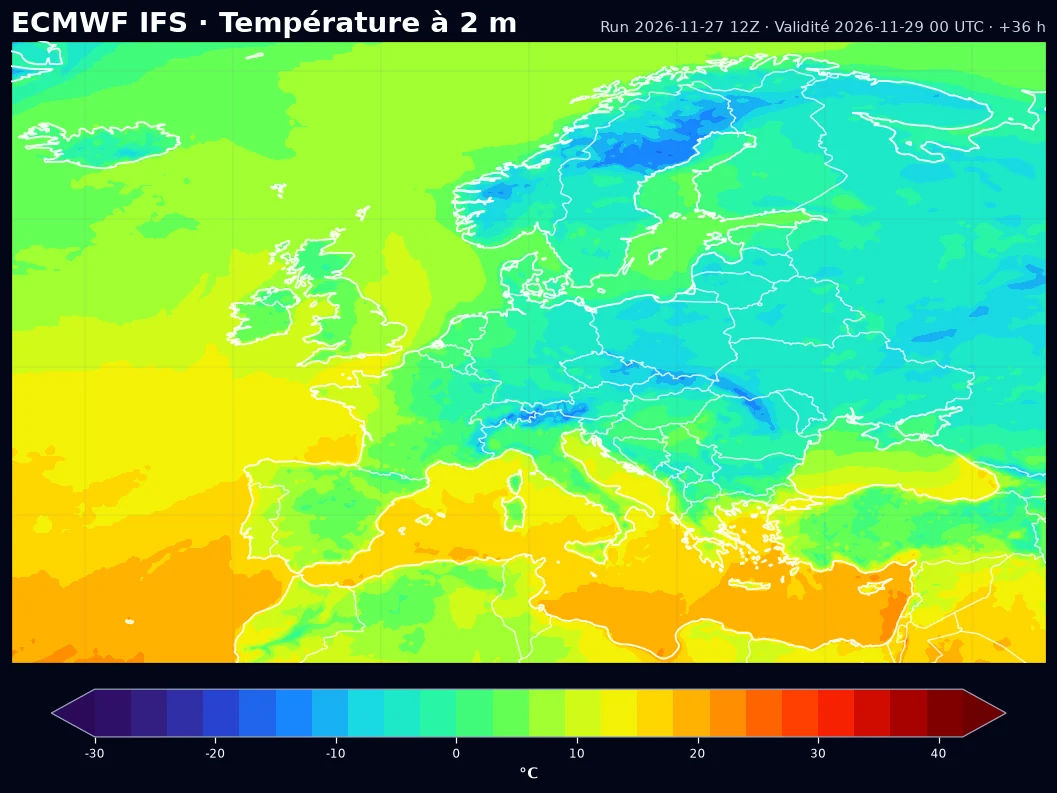 ECMWF IFS · Température à 2 m
Run 2026-11-27 12Z · Validité 2026-11-29 00 UTC · +36 h
-30 -20 -10 0 10 20 30 40
°C